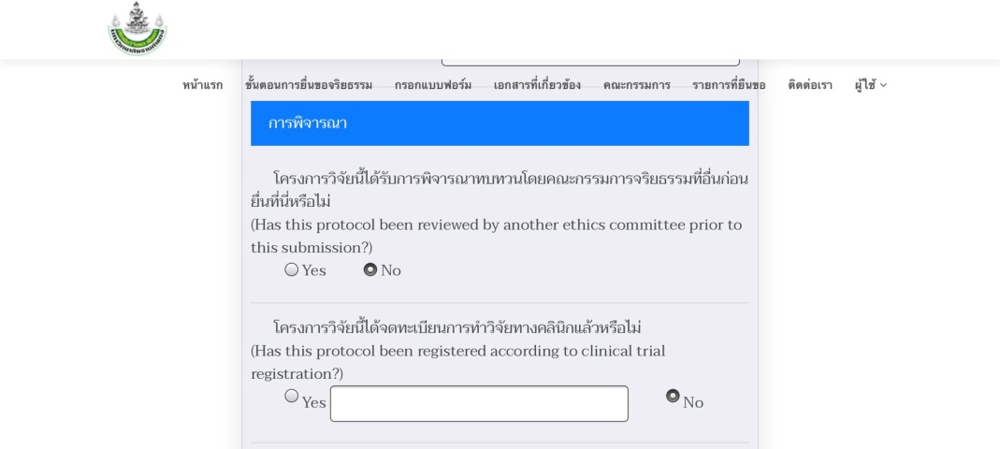 หน้าแรก ขั้นตอนการยื่นขอจริยธรรม กรอกแบบฟอร์ม เอกสารที่เกี่ยวข้อง คณะกรรมการ รายการที่ยืนขอ ติดต่อเรา ผู้ใช้
การพิจารณา
โครงการวิจัยนี้ได้รับการพิจารณาทบทวนโดยคณะกรรมการจริยธรรมที่อื่นก่อน
ยื่นที่นี่หรือไม่
(Has this protocol been reviewed by another ethics committee prior to
this submission?)
Yes No
โครงการวิจัยนี้ได้จดทะเบียนการทำวิจัยทางคลินิกแล้วหรือไม่
(Has this protocol been registered according to clinical trial
registration?)
Yes No